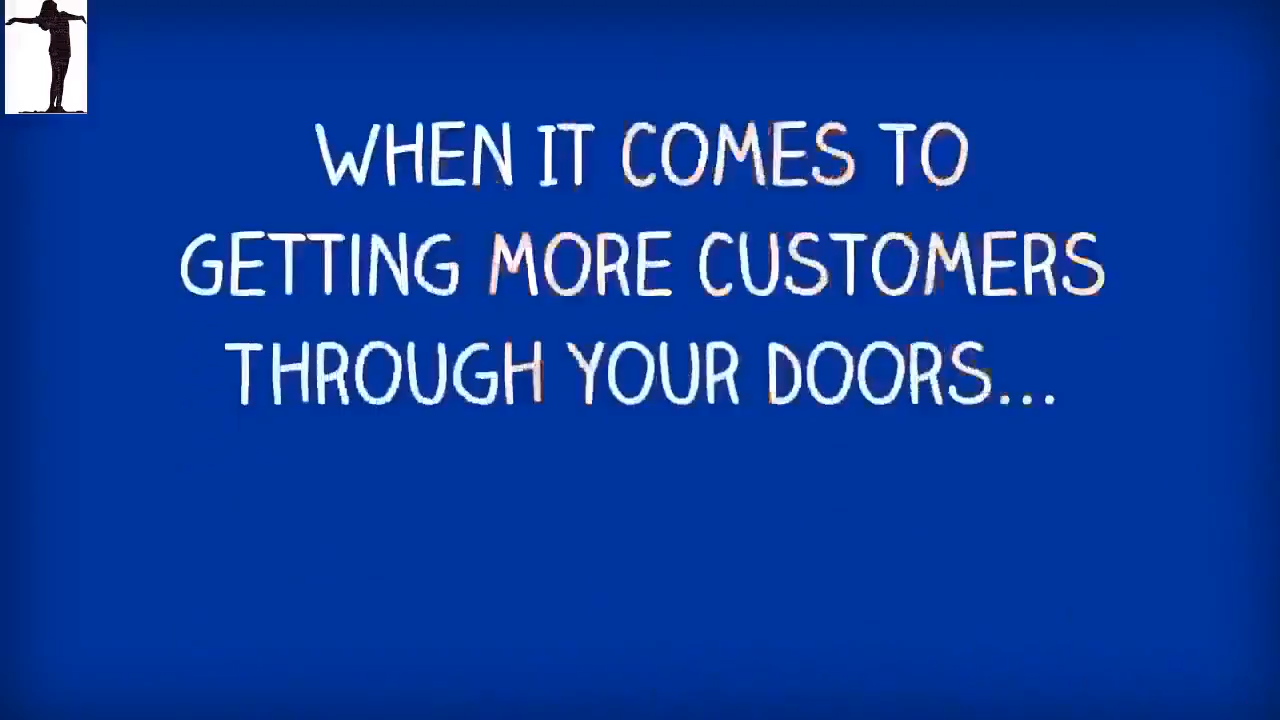 WHEN IT COMES TO
GETTING MORE CUSTOMERS
THROUGH YOUR DOORS...